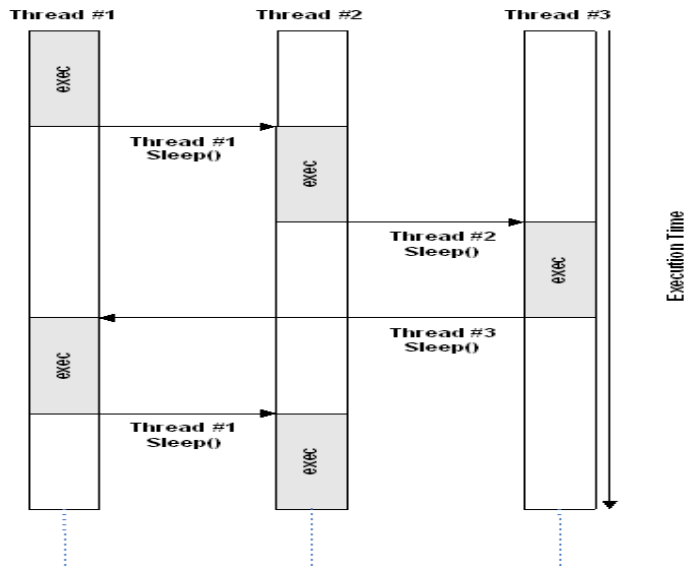 Thread #1
Thread #2
Thread #3
exec
Thread #1
Sleep()
exec
Thread #2
Sleep()
exec
Execution Time
Thread #3
Sleep()
exec
Thread #1
Sleep()
exec